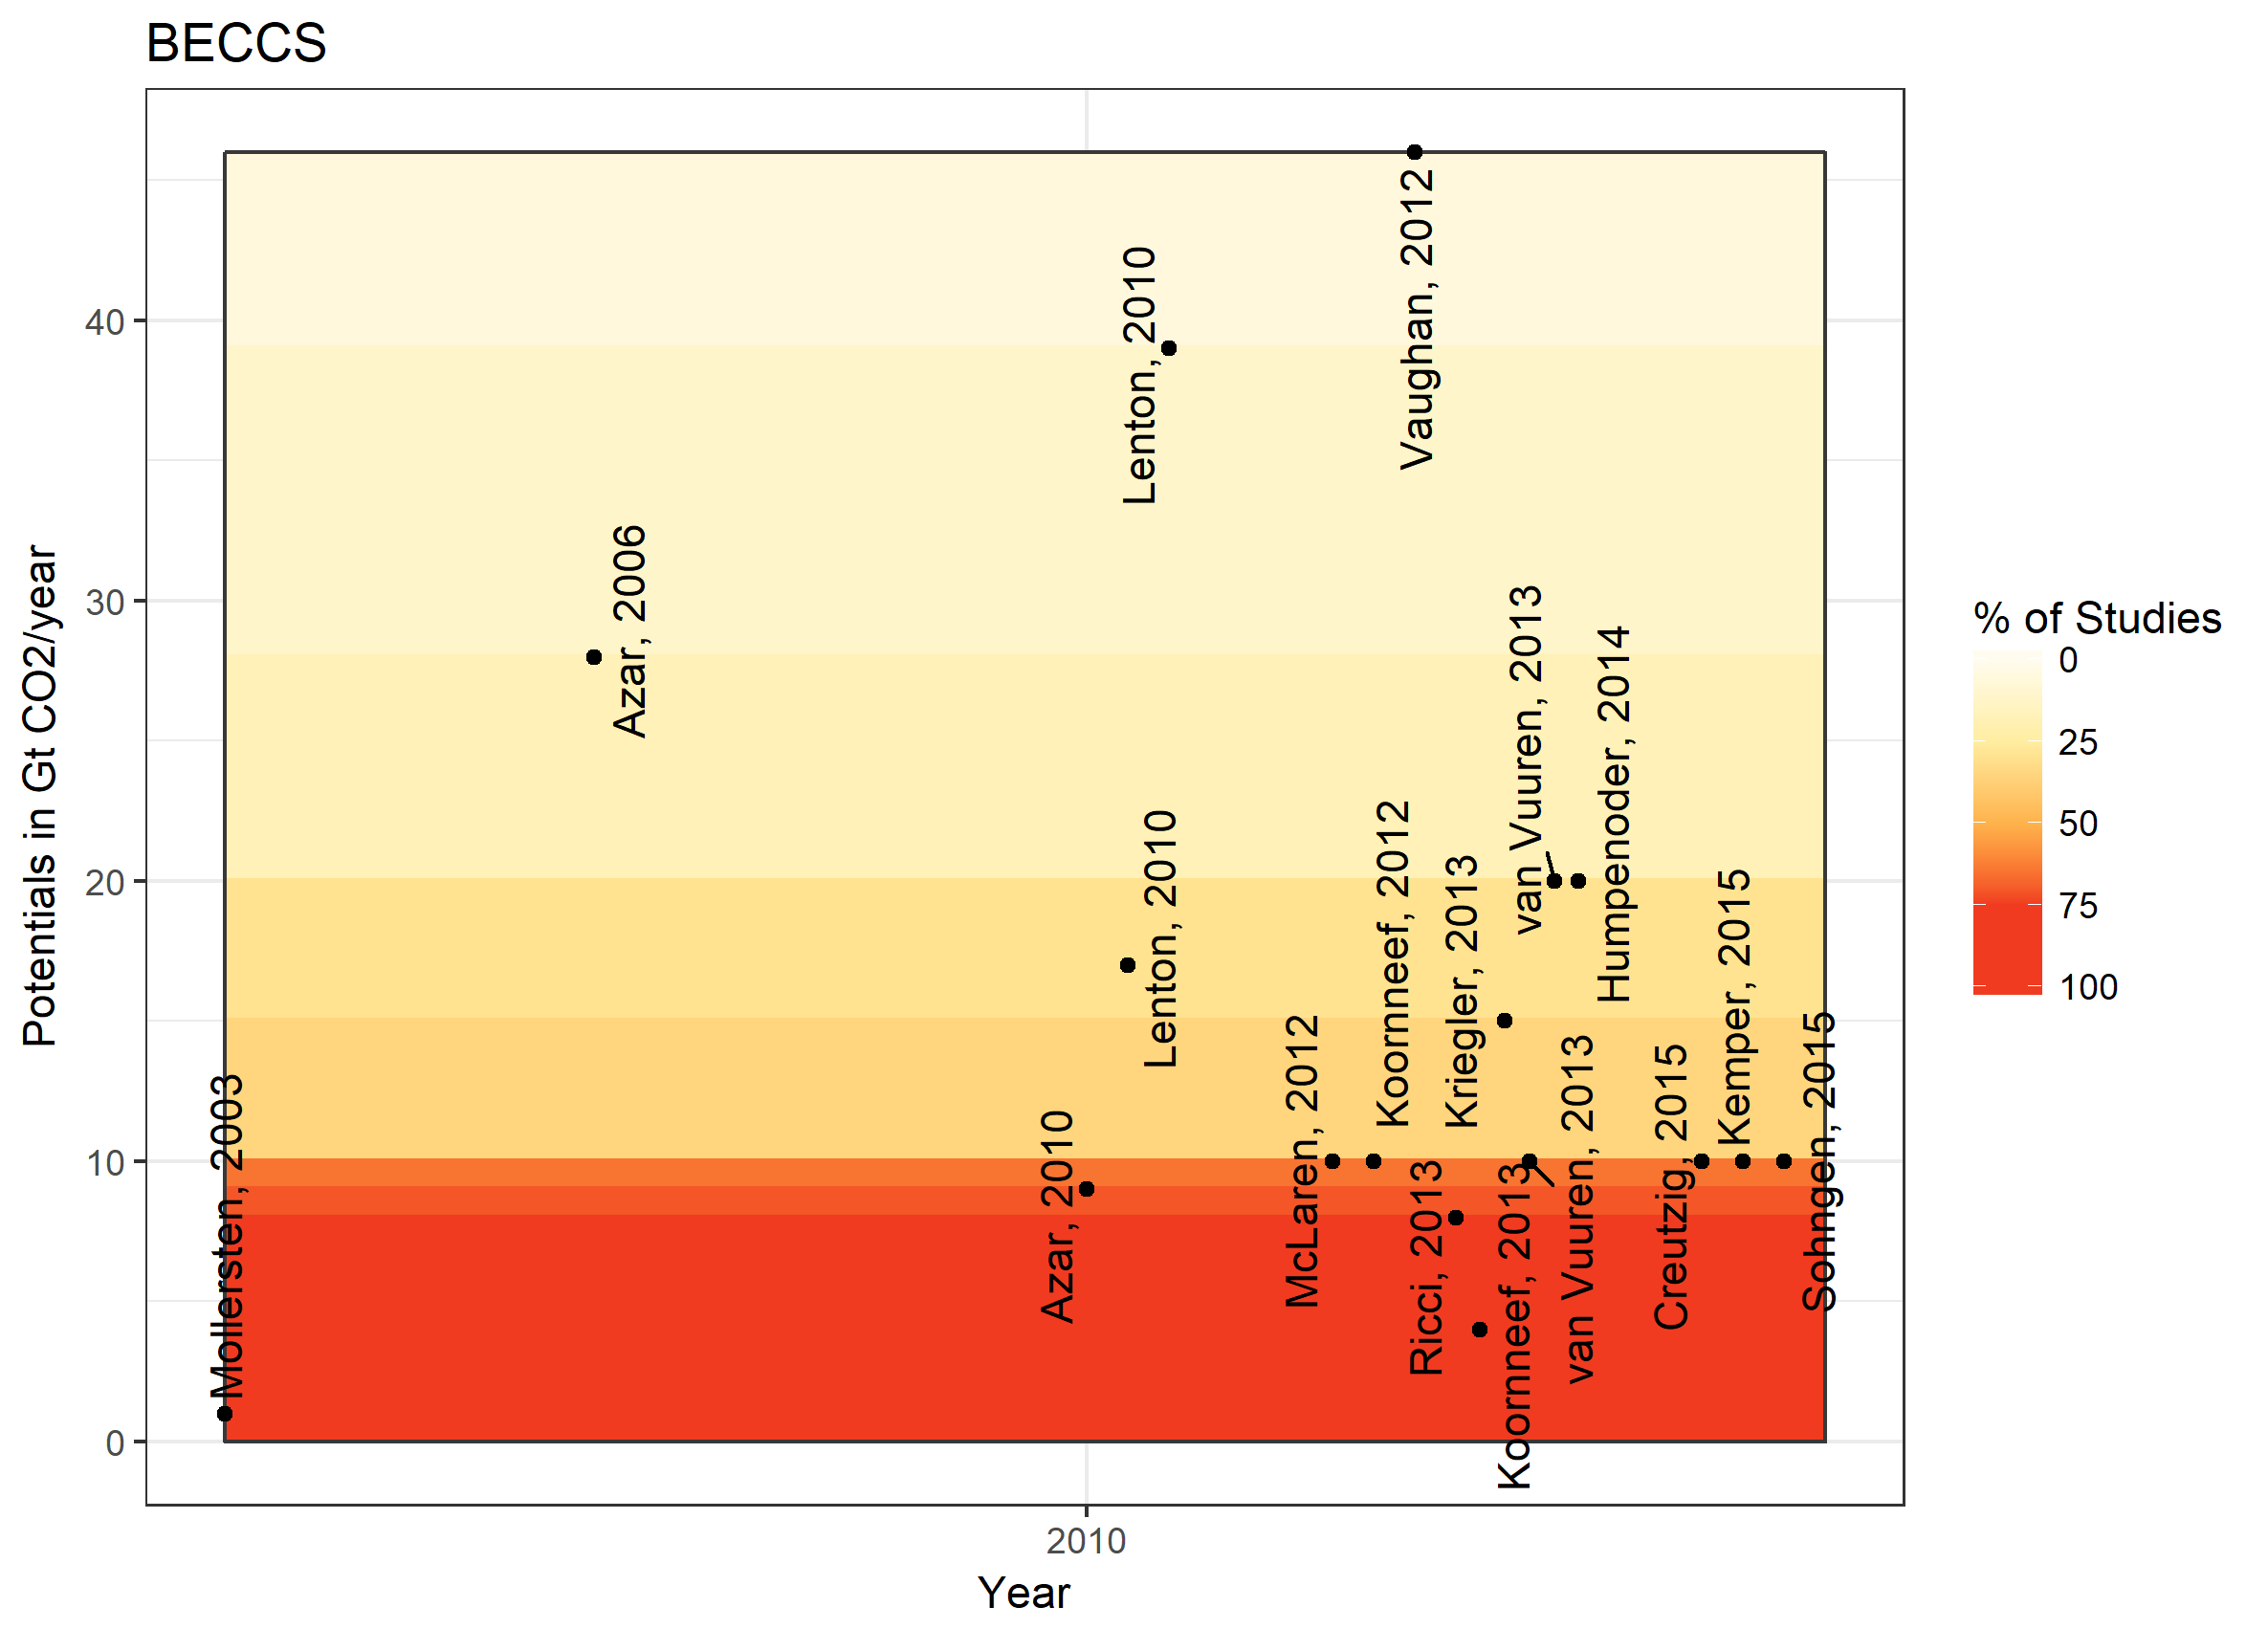 BECCS
Potentials in Gt CO2/year
40
30
20
10
0
Mollersten, 2003
Azar, 2006
Azar, 2010
Lenton, 2010
Lenton, 2010
McLaren, 2012
Koornneef, 2012
Vaughan, 2012
Ricci, 2013
Kriegler, 2013
Koornneef, 2013
van Vuuren, 2013
van Vuuren, 2013
Humpenoder, 2014
Creutzig, 2015
Kemper, 2015
Sohngen, 2015
2010
Year
% of Studies
0
25
50
75
100